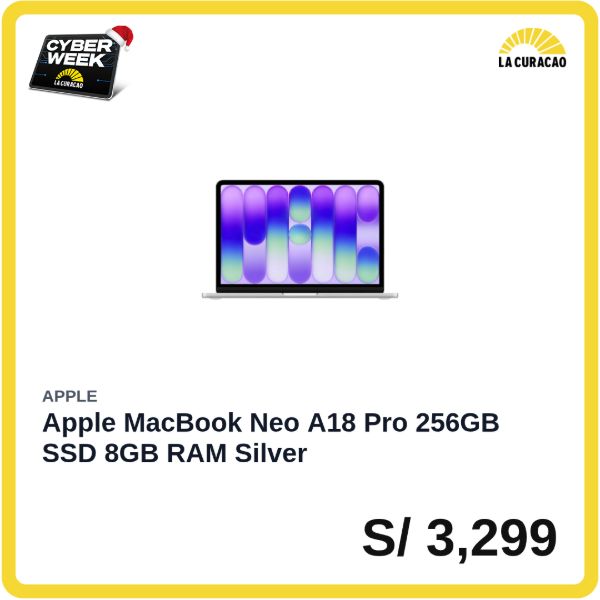 CYBER
WEEK
LA CURACAO
LA CURACAO
APPLE
Apple MacBook Neo A18 Pro 256GB
SSD 8GB RAM Silver
S/ 3,299